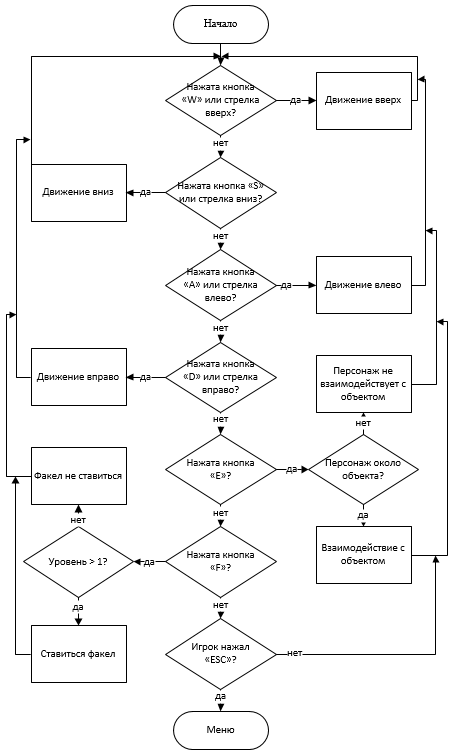 Начало
Нажата кнопка
«W» или стрелка
вверх?
да
Движение вверх
нет
Движение вниз
да
Нажата кнопка «S»
или стрелка вниз?
нет
Нажата кнопка
«A» или стрелка
влево?
да
Движение влево
нет
Движение вправо
да
Нажата кнопка
«D» или стрелка
вправо?
Персонаж не
взаимодействует с
объектом
нет
нет
Факел не ставиться
Нажата кнопка
«E»?
да
Персонаж около
объекта?
нет
нет
да
Уровень > 1?
да
Нажата кнопка
«F»?
Взаимодействие с
объектом
да
нет
Ставиться факел
Игрок нажал
«ESC»?
нет
да
Меню